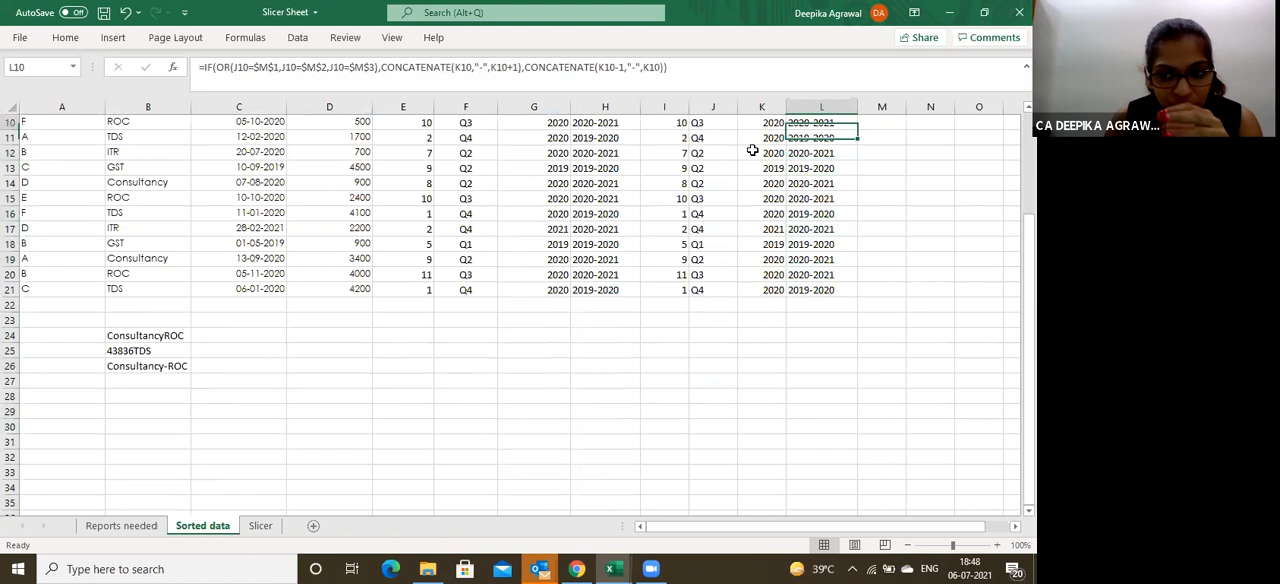 AutoSave Off Slicer Sheet Search (Alt+Q) Deepika Agrawal DA
File Home Insert Page Layout Formulas Data Review View Help Share Comments
L10 fx =IF(OR(J10=$M$1,J10=$M$2,J10=$M$3),CONCATENATE(K10,"-",K10+1),CONCATENATE(K10-1,"-",K10))
A B C D E F G H I J K L M N O
10 F ROC 05-10-2020 500 10 Q3 2020 2020-2021 10 Q3 2020 2020-2021
11 A TDS 12-02-2020 1700 2 Q4 2020 2019-2020 2 Q4 2020 2019-2020
12 B ITR 20-07-2020 700 7 Q2 2020 2020-2021 7 Q2 2020 2020-2021
13 C GST 10-09-2019 4500 9 Q2 2019 2019-2020 9 Q2 2019 2019-2020
14 D Consultancy 07-08-2020 900 8 Q2 2020 2020-2021 8 Q2 2020 2020-2021
15 E ROC 10-10-2020 2400 10 Q3 2020 2020-2021 10 Q3 2020 2020-2021
16 F TDS 11-01-2020 4100 1 Q4 2020 2019-2020 1 Q4 2020 2019-2020
17 D ITR 28-02-2021 2200 2 Q4 2021 2020-2021 2 Q4 2021 2020-2021
18 B GST 01-05-2019 900 5 Q1 2019 2019-2020 5 Q1 2019 2019-2020
19 A Consultancy 13-09-2020 3400 9 Q2 2020 2020-2021 9 Q2 2020 2020-2021
20 B ROC 05-11-2020 4000 11 Q3 2020 2020-2021 11 Q3 2020 2020-2021
21 C TDS 06-01-2020 4200 1 Q4 2020 2019-2020 1 Q4 2020 2019-2020
22
23
24 ConsultancyROC
25 43836TDS
26 Consultancy-ROC
27
28
29
30
31
32
33
34
35
Reports needed Sorted data Slicer
Ready 100%
Type here to search 39°C ENG 18:48
06-07-2021 20
CA DEEPIKA AGRAW...